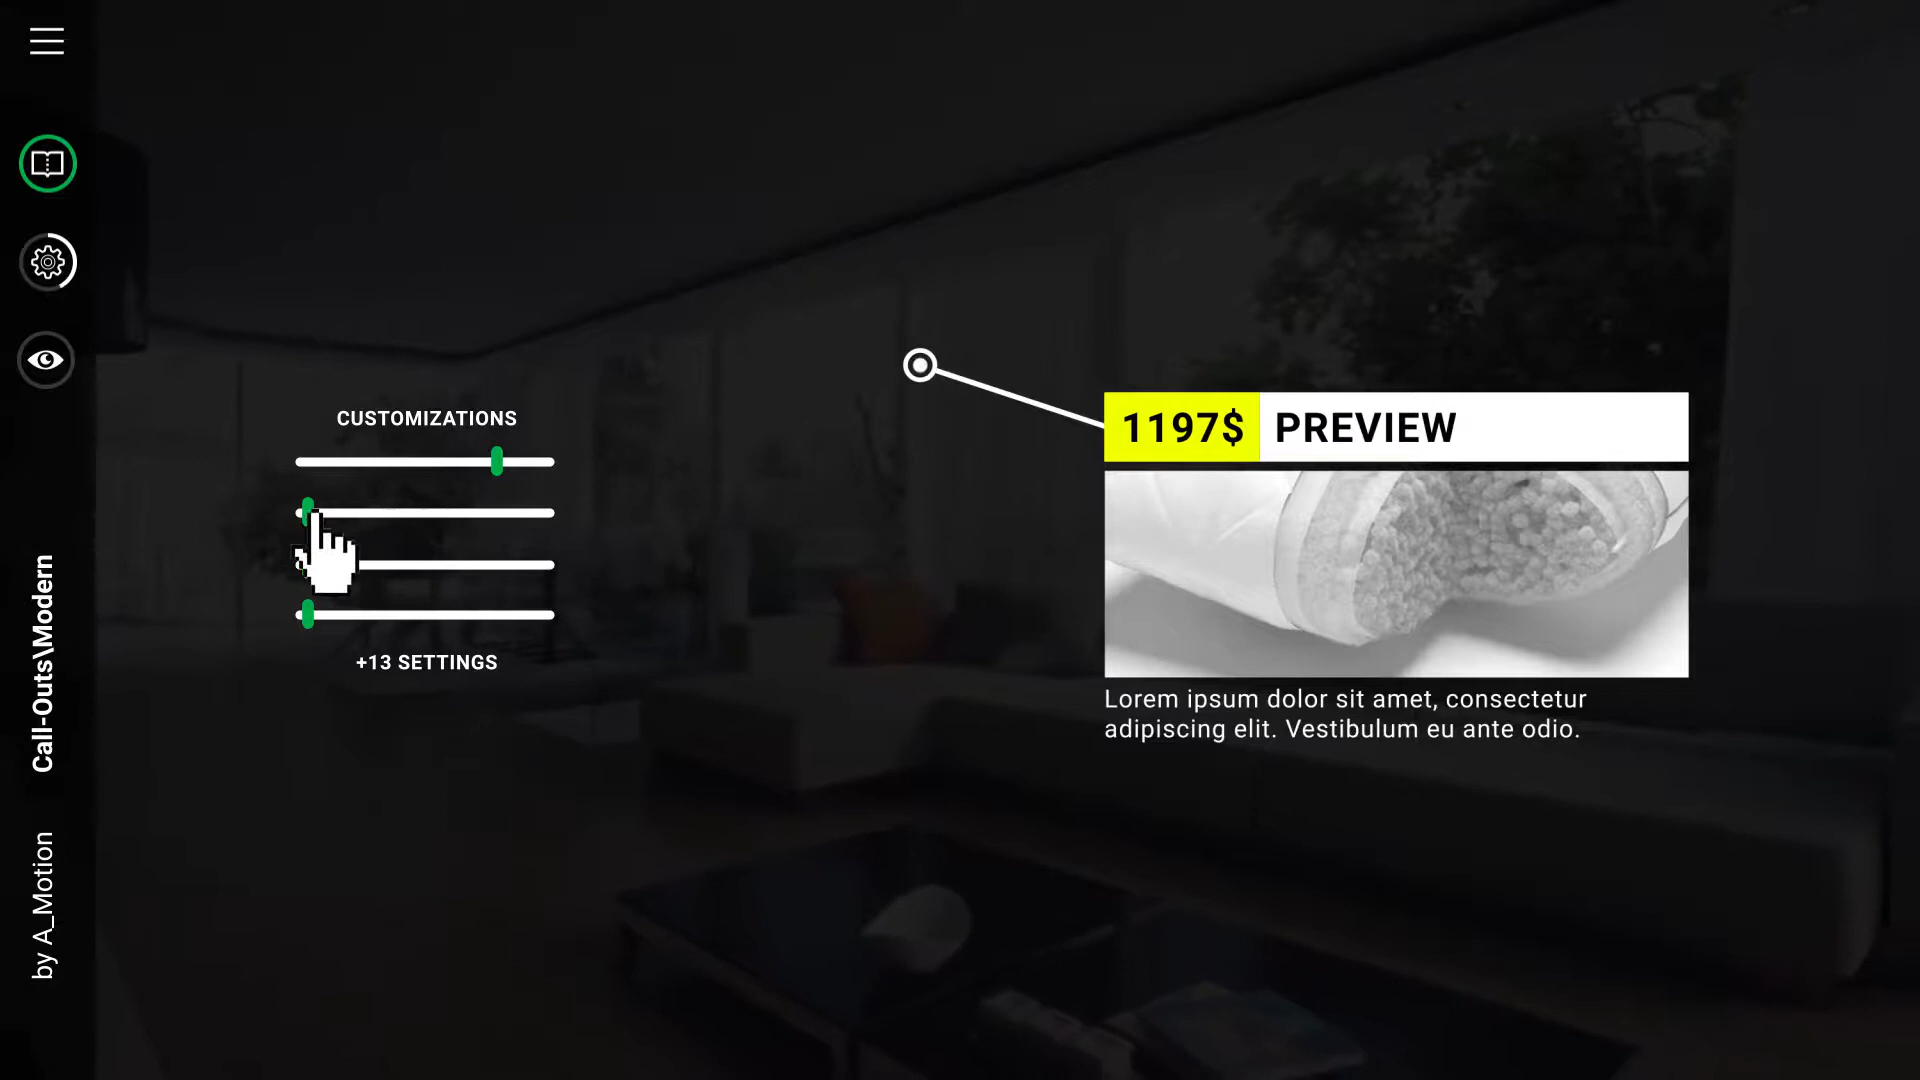 CUSTOMIZATIONS
+13 SETTINGS
1197$ PREVIEW
Lorem ipsum dolor sit amet, consectetur
adipiscing elit. Vestibulum eu ante odio.
Call-Outs\Modern
by A_Motion